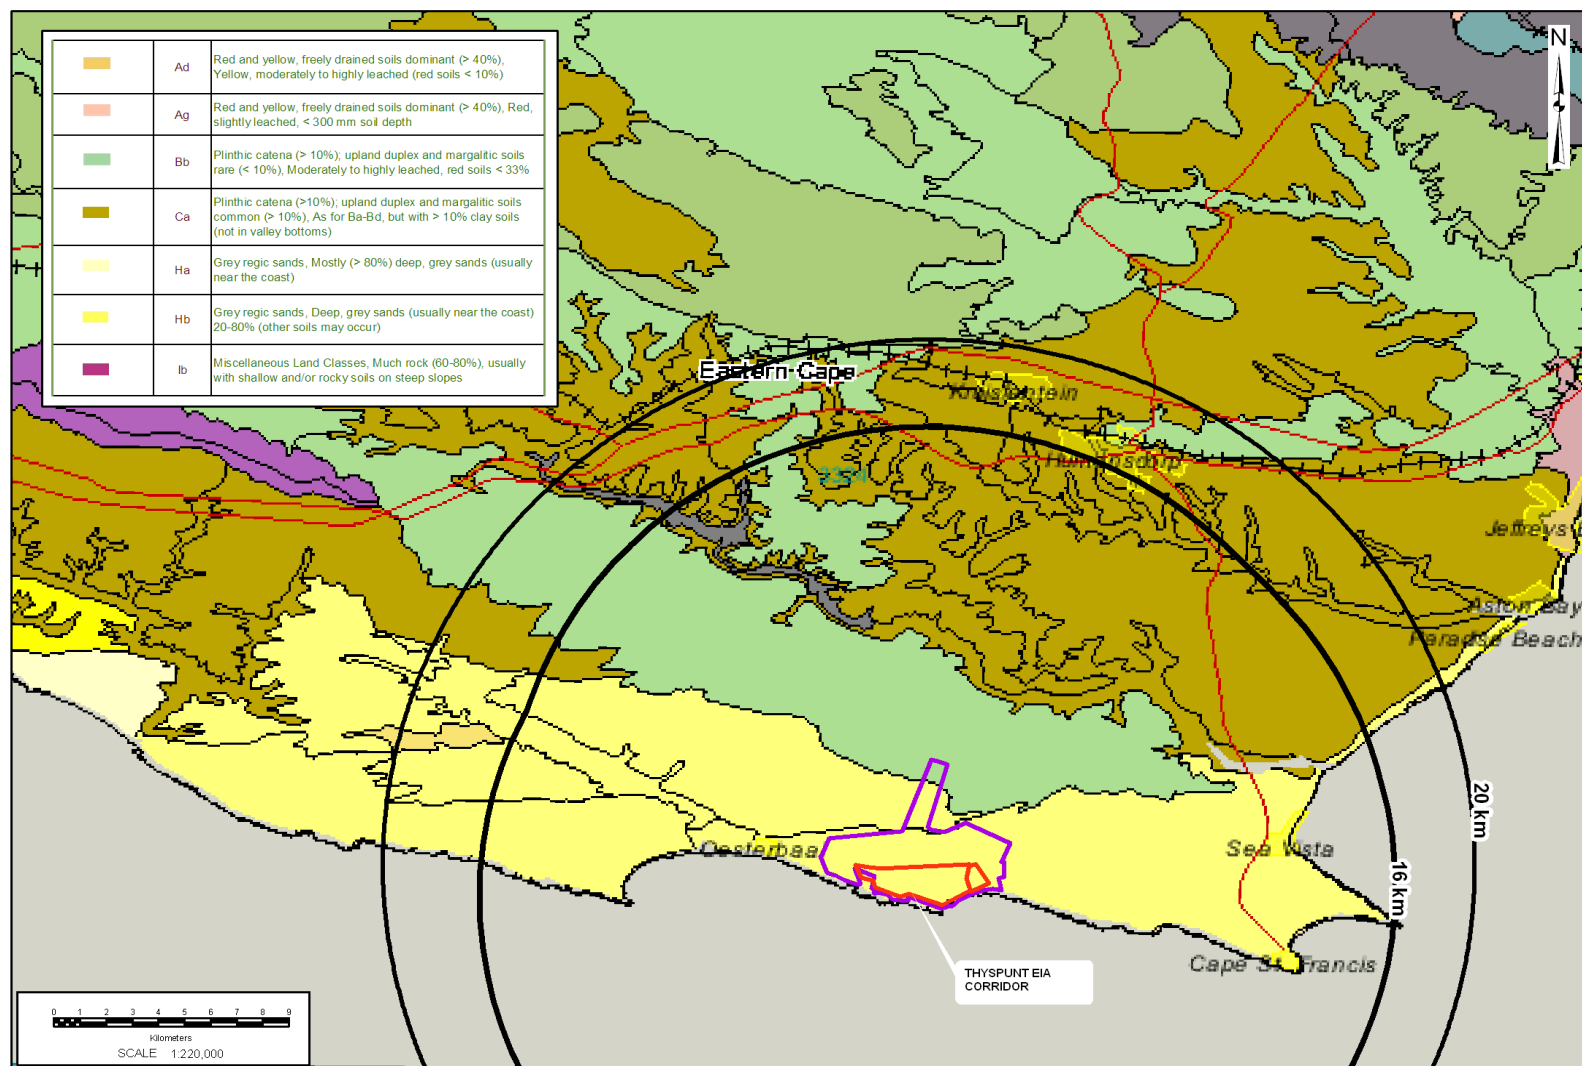 Ad
Red and yellow, freely drained soils dominant (> 40%),
Yellow, moderately to highly leached (red soils < 10%)
Ag
Red and yellow, freely drained soils dominant (> 40%), Red,
slightly leached, < 300 mm soil depth
Bb
Plinthic catena (> 10%); upland duplex and margalitic soils
rare (< 10%), Moderately to highly leached, red soils < 33%
Ca
Plinthic catena (>10%); upland duplex and margalitic soils
common (> 10%), As for Ba-Bd, but with > 10% clay soils
(not in valley bottoms)
Ha
Grey regic sands, Mostly (> 80%) deep, grey sands (usually
near the coast)
Hb
Grey regic sands, Deep, grey sands (usually near the coast)
20-80% (other soils may occur)
Ib
Miscellaneous Land Classes, Much rock (60-80%), usually
with shallow and/or rocky soils on steep slopes
N
Eastern Cape
3324
Jeffreys
Aston Bay
Paradise Beach
20 km
16 km
Oesterbaa
Sea Vista
Cape St. Francis
THYSPUNT EIA
CORRIDOR
0 1 2 3 4 5 6 7 8 9
Kilometers
SCALE 1:220,000